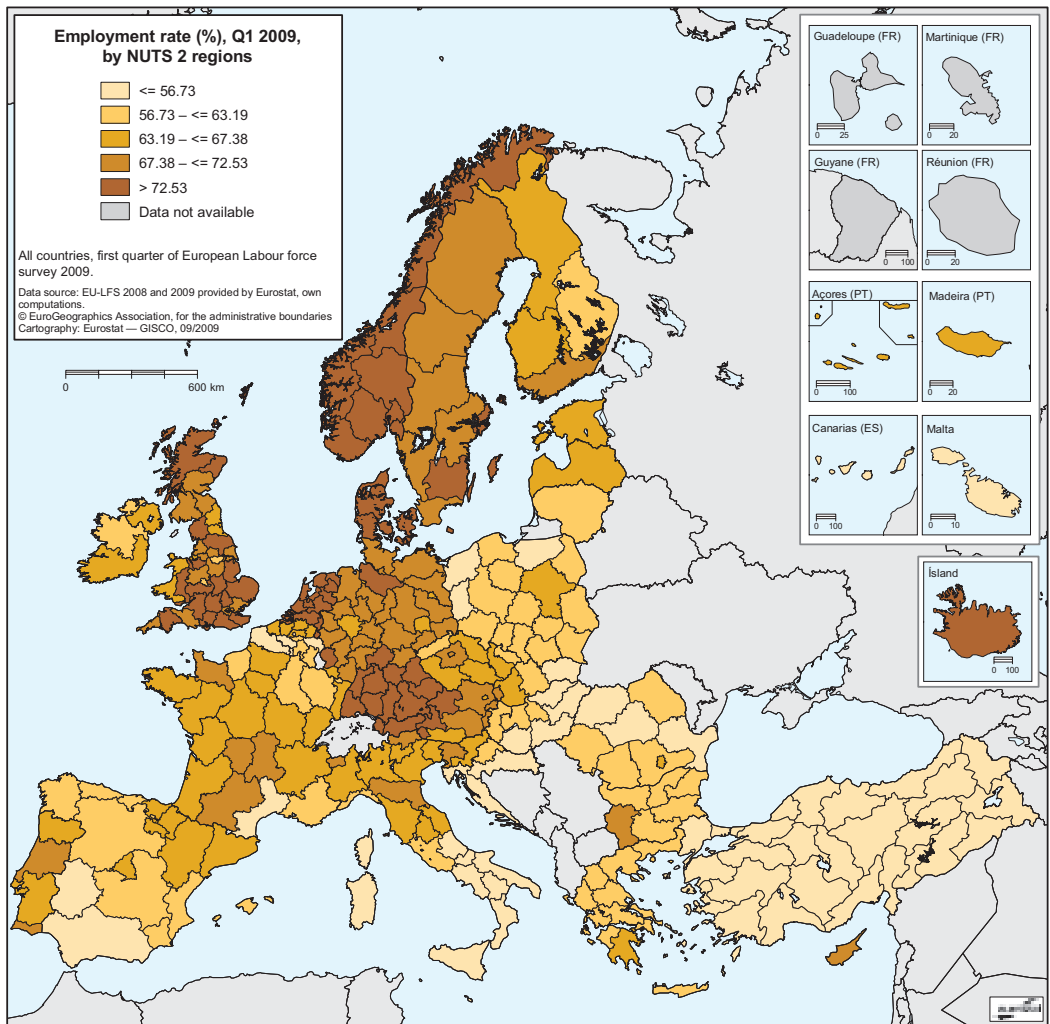 Employment rate (%), Q1 2009,
by NUTS 2 regions
<= 56.73
56.73 – <= 63.19
63.19 – <= 67.38
67.38 – <= 72.53
> 72.53
Data not available
All countries, first quarter of European Labour force
survey 2009.
Data source: EU-LFS 2008 and 2009 provided by Eurostat, own
computations.
© EuroGeographics Association, for the administrative boundaries
Cartography: Eurostat — GISCO, 09/2009
0 600 km
Guadeloupe (FR)
0 25
Martinique (FR)
0 20
Guyane (FR)
0 100
Réunion (FR)
0 20
Açores (PT)
0 100
Madeira (PT)
0 20
Canarias (ES)
0 100
Malta
0 10
Ísland
0 100